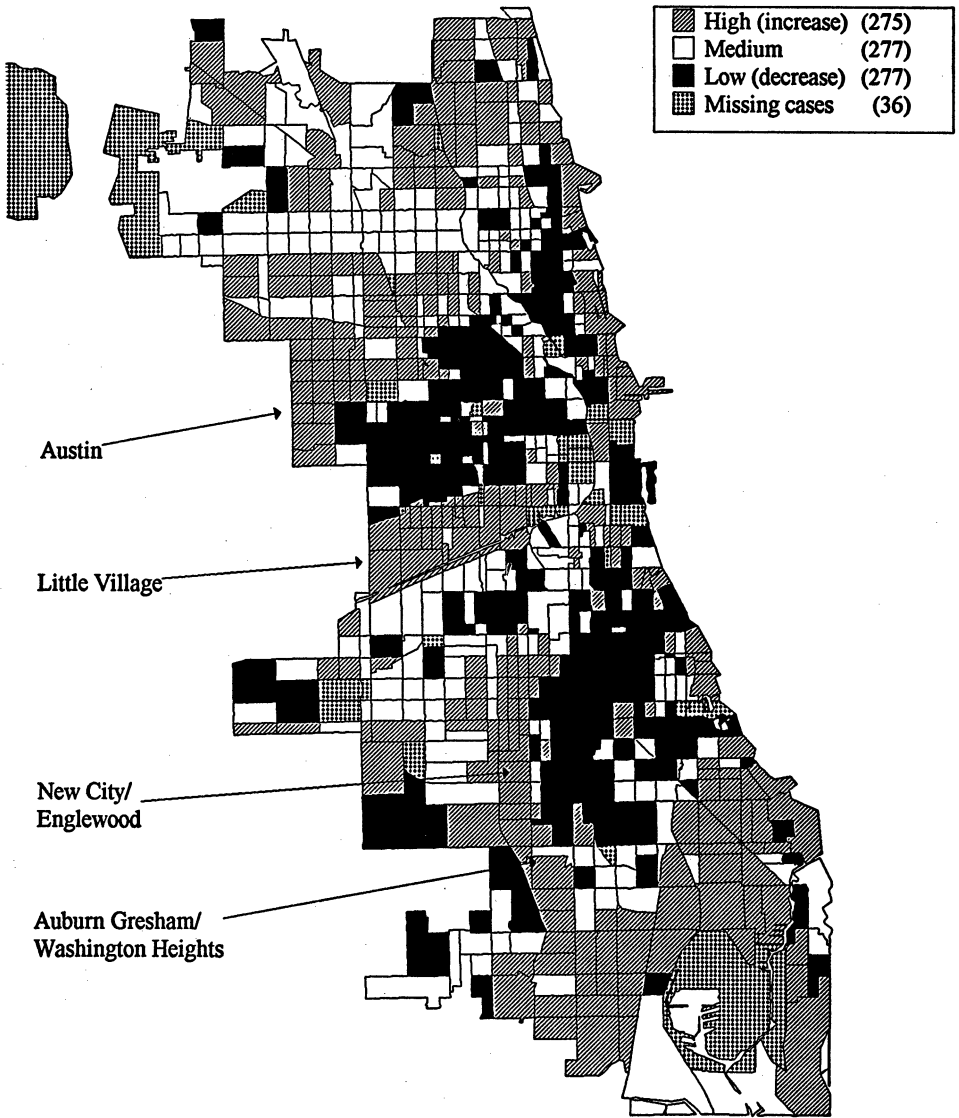 High (increase) (275)
Medium (277)
Low (decrease) (277)
Missing cases (36)
Austin
Little Village
New City/
Englewood
Auburn Gresham/
Washington Heights